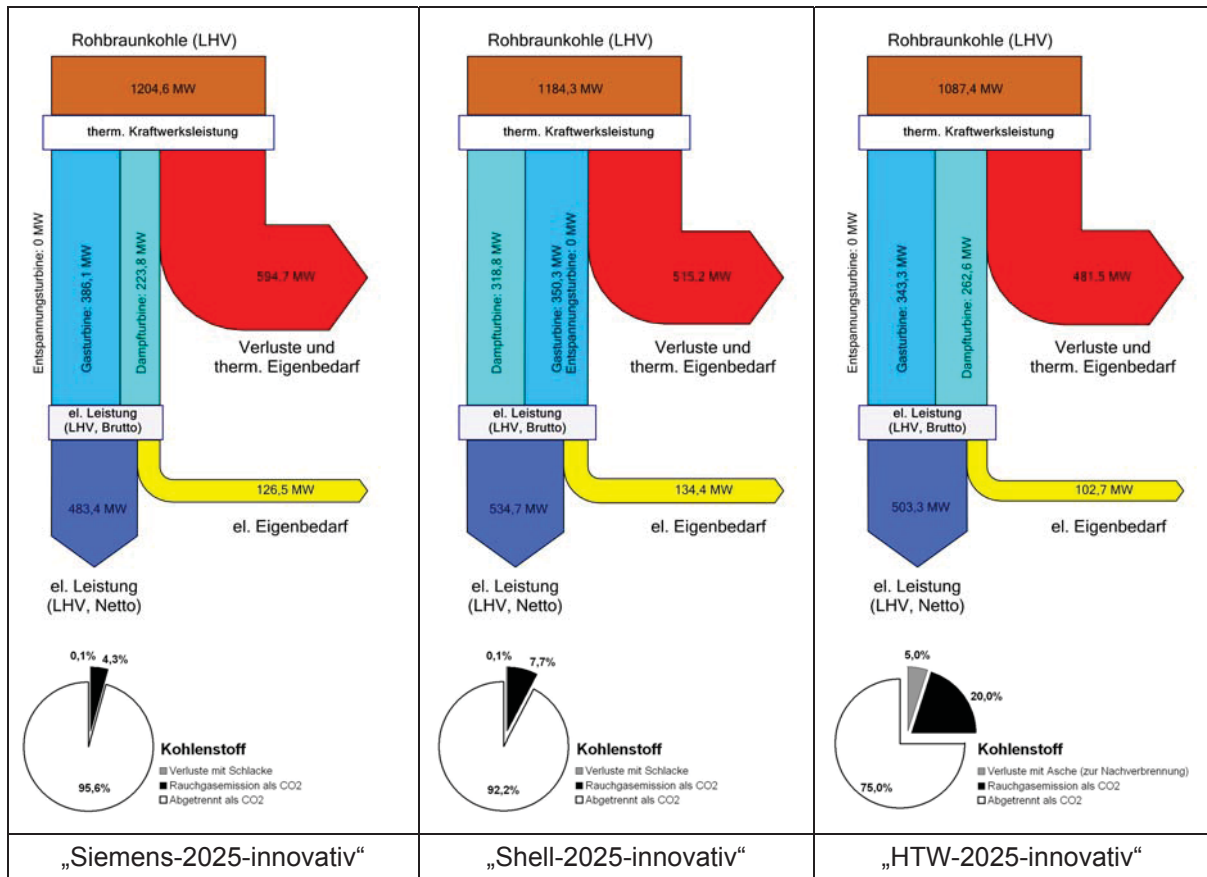 Rohbraunkohle (LHV)
1204,6 MW
therm. Kraftwerksleistung
Entspannungsturbine: 0 MW
Gasturbine: 386,1 MW
Dampfturbine: 223,8 MW
594,7 MW
Verluste und
therm. Eigenbedarf
el. Leistung
(LHV, Brutto)
126,5 MW
483,4 MW
el. Eigenbedarf
el. Leistung
(LHV, Netto)
0,1%
4,3%
95,6%
Kohlenstoff
Verluste mit Schlacke
Rauchgasemission als CO2
Abgetrennt als CO2
„Siemens-2025-innovativ“
Rohbraunkohle (LHV)
1184,3 MW
therm. Kraftwerksleistung
Dampfturbine: 318,8 MW
Gasturbine: 350,3 MW
Entspannungsturbine: 0 MW
515,2 MW
Verluste und
therm. Eigenbedarf
el. Leistung
(LHV, Brutto)
134,4 MW
534,7 MW
el. Eigenbedarf
el. Leistung
(LHV, Netto)
0,1%
7,7%
92,2%
Kohlenstoff
Verluste mit Schlacke
Rauchgasemission als CO2
Abgetrennt als CO2
„Shell-2025-innovativ“
Rohbraunkohle (LHV)
1087,4 MW
therm. Kraftwerksleistung
Entspannungsturbine: 0 MW
Gasturbine: 343,3 MW
Dampfturbine: 262,6 MW
481,5 MW
Verluste und
therm. Eigenbedarf
el. Leistung
(LHV, Brutto)
102,7 MW
503,3 MW
el. Eigenbedarf
el. Leistung
(LHV, Netto)
5,0%
20,0%
75,0%
Kohlenstoff
Verluste mit Asche (zur Nachverbrennung)
Rauchgasemission als CO2
Abgetrennt als CO2
„HTW-2025-innovativ“